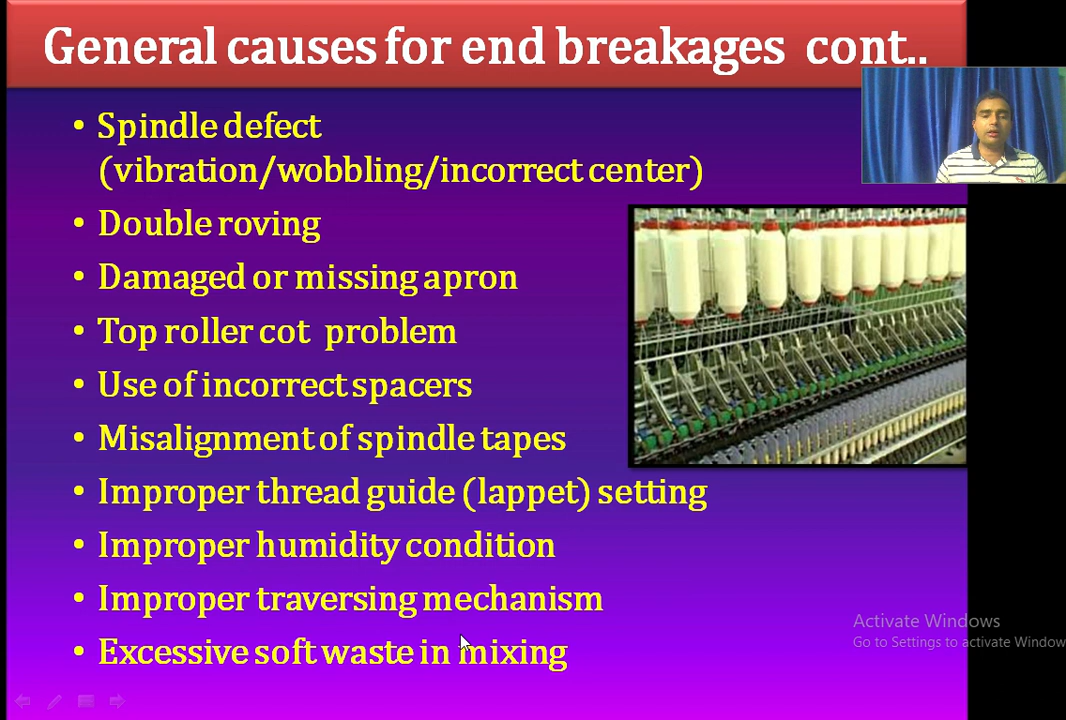 General causes for end breakages cont..
• Spindle defect
(vibration/wobbling/incorrect center)
• Double roving
• Damaged or missing apron
• Top roller cot problem
• Use of incorrect spacers
• Misalignment of spindle tapes
• Improper thread guide (lappet) setting
• Improper humidity condition
• Improper traversing mechanism
• Excessive soft waste in mixing
Activate Windows
Go to Settings to activate Window